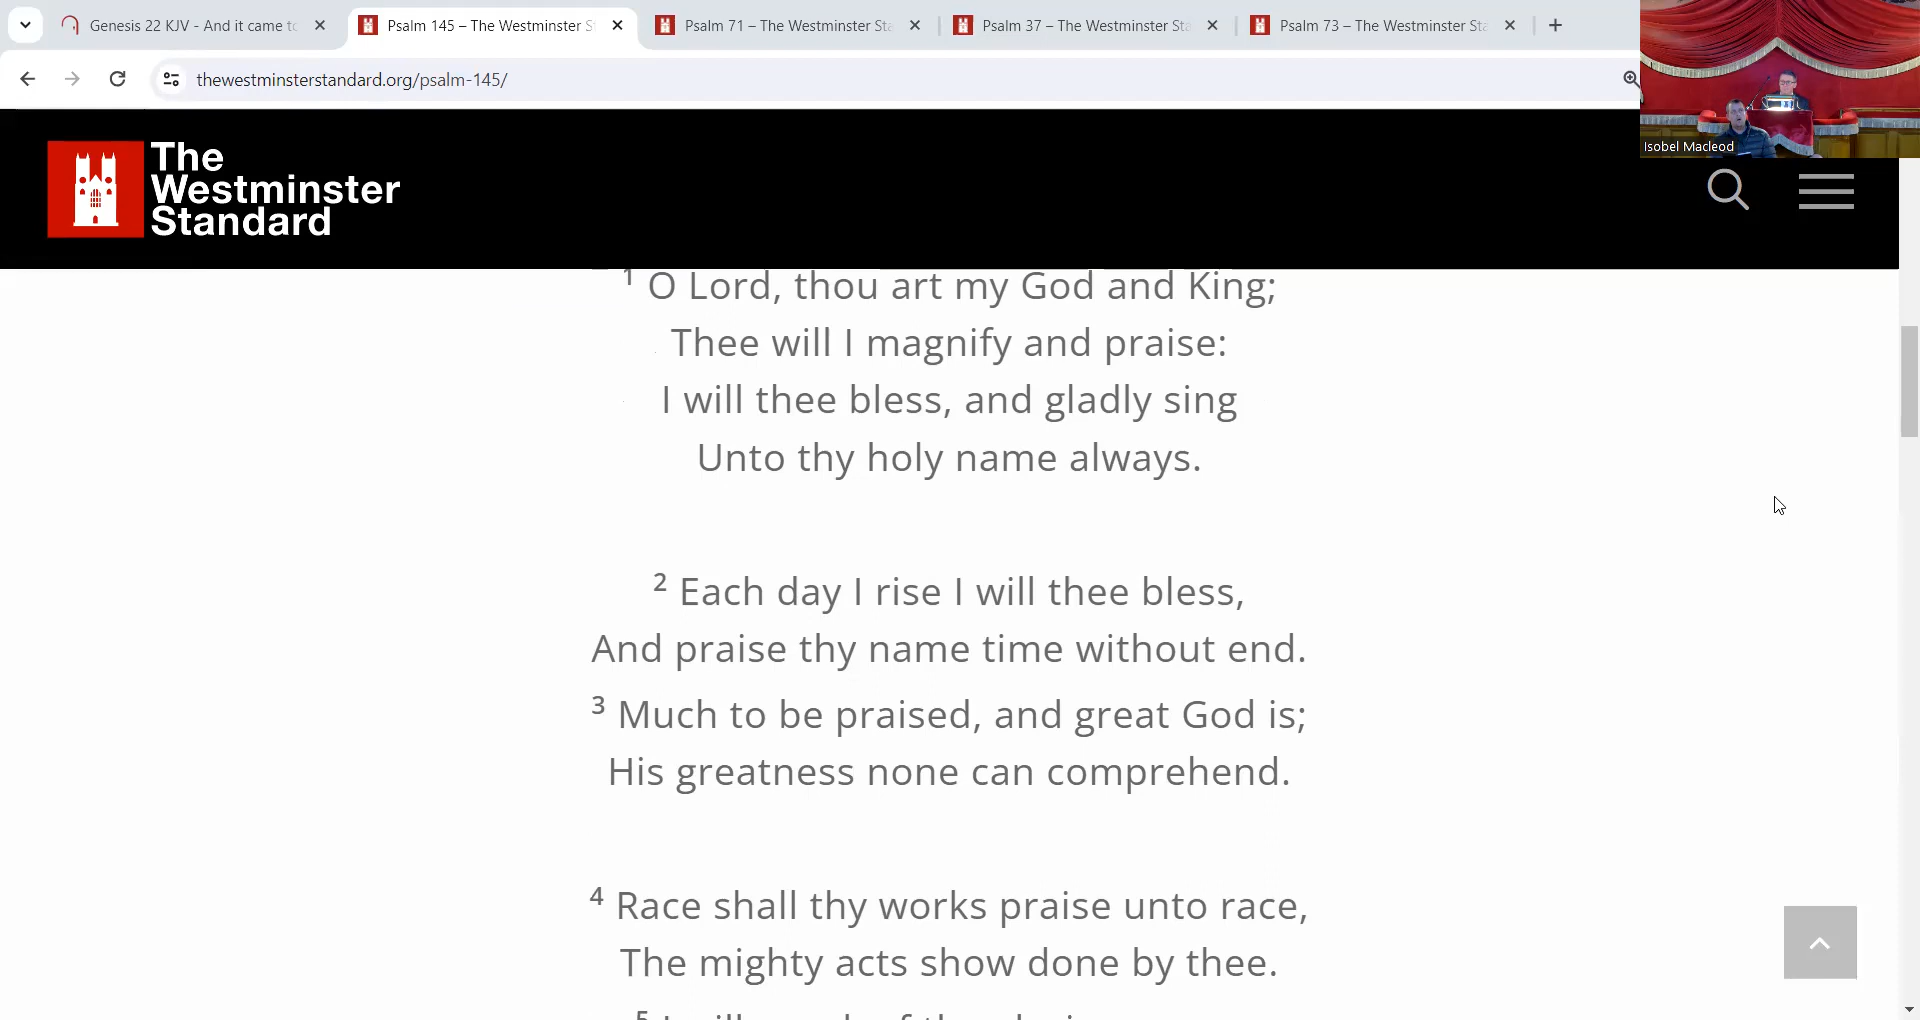 Genesis 22 KJV - And it came to
Psalm 145 – The Westminster St
Psalm 71 – The Westminster Sta
Psalm 37 – The Westminster Sta
Psalm 73 – The Westminster Sta
thewestminsterstandard.org/psalm-145/
Isobel Macleod
The
Westminster
Standard
1 O Lord, thou art my God and King;
Thee will I magnify and praise:
I will thee bless, and gladly sing
Unto thy holy name always.
2 Each day I rise I will thee bless,
And praise thy name time without end.
3 Much to be praised, and great God is;
His greatness none can comprehend.
4 Race shall thy works praise unto race,
The mighty acts show done by thee.